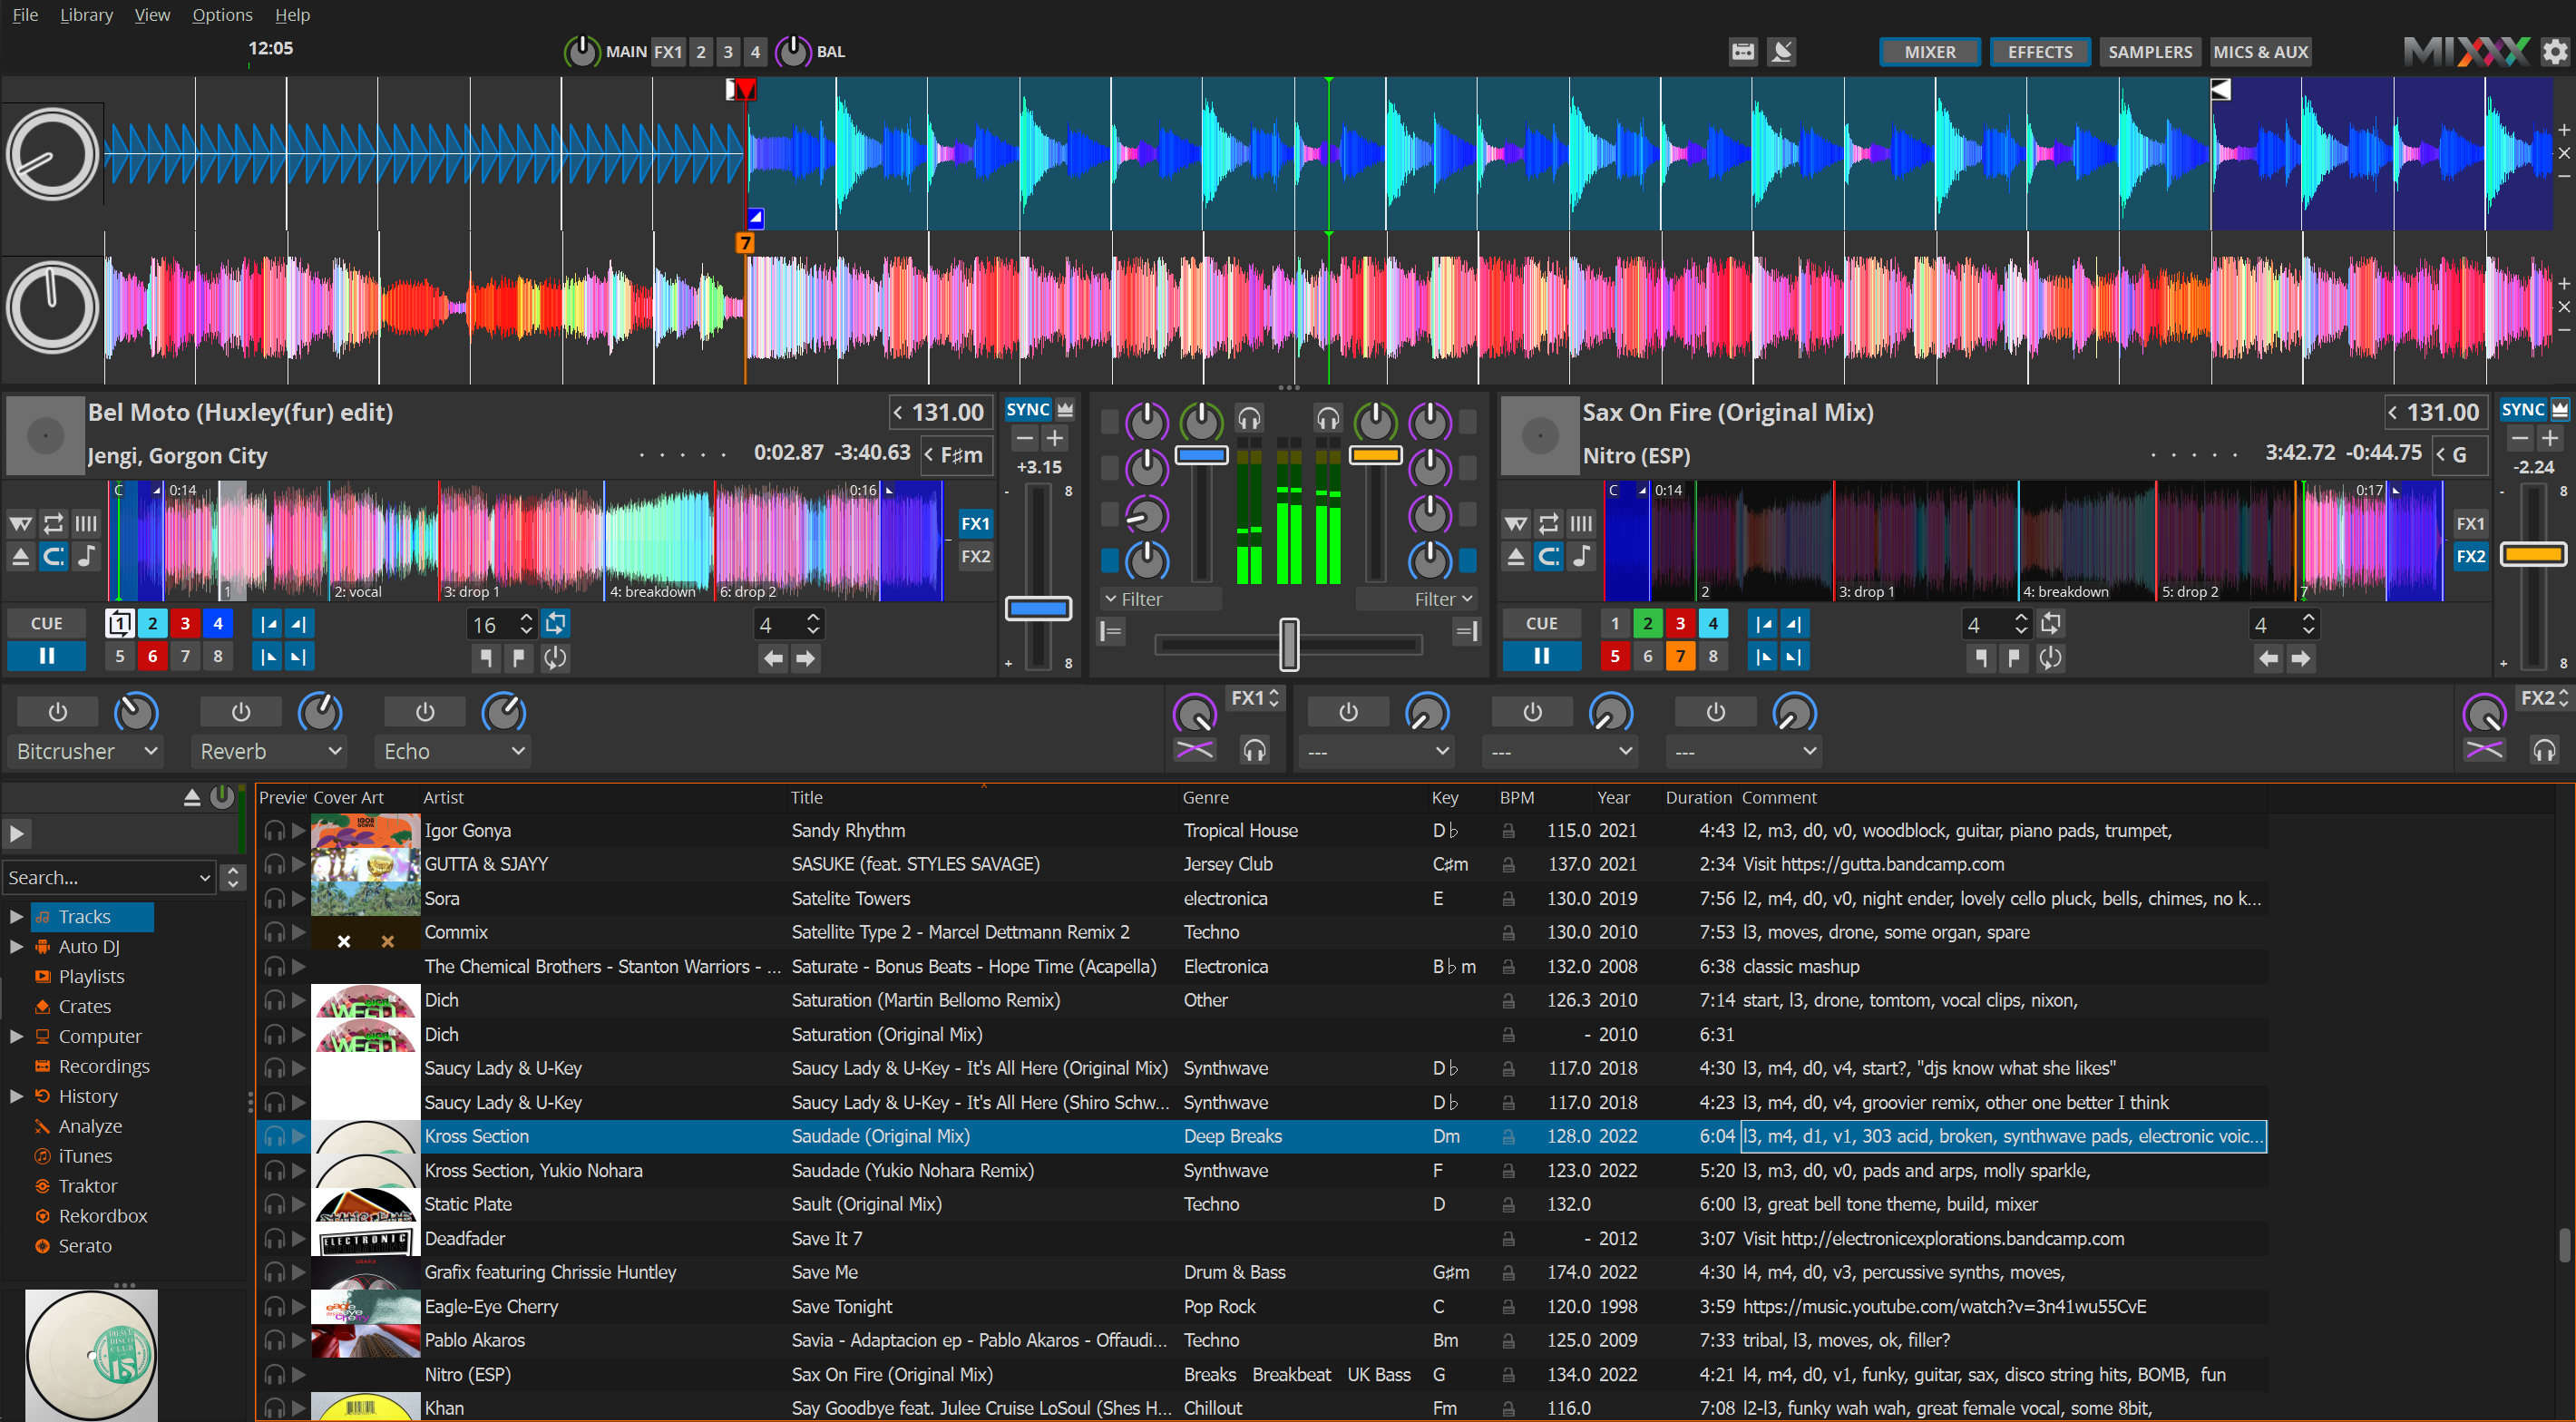 File Library View Options Help
12:05 MAIN FX1 2 3 4 BAL MIXER EFFECTS SAMPLERS MICS & AUX MIXXX
7
Bel Moto (Huxley(fur) edit) < 131.00 SYNC
Jengi, Gorgon City 0:02.87 -3:40.63 < F♯m +3.15
C 0:14 0:16 - 8
1 2: vocal 3: drop 1 4: breakdown 6: drop 2
FX1
FX2
CUE 1 2 3 4 16 4
5 6 7 8 + 8
Filter Filter
Sax On Fire (Original Mix) < 131.00 SYNC
Nitro (ESP) 3:42.72 -0:44.75 < G -2.24
C 0:14 0:17 - 8
2 3: drop 1 4: breakdown 5: drop 2 7
FX1
FX2
CUE 1 2 3 4 4 4
5 6 7 8 + 8
FX1 FX2
Bitcrusher Reverb Echo --- --- ---
Search...
Tracks
Auto DJ
Playlists
Crates
Computer
Recordings
History
Analyze
iTunes
Traktor
Rekordbox
Serato
Preview Cover Art Artist Title Genre Key BPM Year Duration Comment
Igor Gonya Sandy Rhythm Tropical House D♭ 115.0 2021 4:43 l2, m3, d0, v0, woodblock, guitar, piano pads, trumpet,
GUTTA & SJAYY SASUKE (feat. STYLES SAVAGE) Jersey Club C♯m 137.0 2021 2:34 Visit https://gutta.bandcamp.com
Sora Satelite Towers electronica E 130.0 2019 7:56 l2, m4, d0, v0, night ender, lovely cello pluck, bells, chimes, no k...
Commix Satellite Type 2 - Marcel Dettmann Remix 2 Techno 130.0 2010 7:53 l3, moves, drone, some organ, spare
The Chemical Brothers - Stanton Warriors - ... Saturate - Bonus Beats - Hope Time (Acapella) Electronica B♭m 132.0 2008 6:38 classic mashup
Dich Saturation (Martin Bellomo Remix) Other 126.3 2010 7:14 start, l3, drone, tomtom, vocal clips, nixon,
Dich Saturation (Original Mix) - 2010 6:31
Saucy Lady & U-Key Saucy Lady & U-Key - It's All Here (Original Mix) Synthwave D♭ 117.0 2018 4:30 l3, m4, d0, v4, start?, "djs know what she likes"
Saucy Lady & U-Key Saucy Lady & U-Key - It's All Here (Shiro Schw... Synthwave D♭ 117.0 2018 4:23 l3, m4, d0, v4, groovier remix, other one better I think
Kross Section Saudade (Original Mix) Deep Breaks Dm 128.0 2022 6:04 l3, m4, d1, v1, 303 acid, broken, synthwave pads, electronic voic...
Kross Section, Yukio Nohara Saudade (Yukio Nohara Remix) Synthwave F 123.0 2022 5:20 l3, m3, d0, v0, pads and arps, molly sparkle,
Static Plate Sault (Original Mix) Techno D 132.0 6:00 l3, great bell tone theme, build, mixer
Deadfader Save It 7 - 2012 3:07 Visit http://electronicexplorations.bandcamp.com
Grafix featuring Chrissie Huntley Save Me Drum & Bass G♯m 174.0 2022 4:30 l4, m4, d0, v3, percussive synths, moves,
Eagle-Eye Cherry Save Tonight Pop Rock C 120.0 1998 3:59 https://music.youtube.com/watch?v=3n41wu55CvE
Pablo Akaros Savia - Adaptacion ep - Pablo Akaros - Offaudi... Techno Bm 125.0 2009 7:33 tribal, l3, moves, ok, filler?
Nitro (ESP) Sax On Fire (Original Mix) Breaks Breakbeat UK Bass G 134.0 2022 4:21 l4, m4, d0, v1, funky, guitar, sax, disco string hits, BOMB, fun
Khan Say Goodbye feat. Julee Cruise LoSoul (Shes H... Chillout Fm 116.0 7:08 l2-l3, funky wah wah, great female vocal, some 8bit,